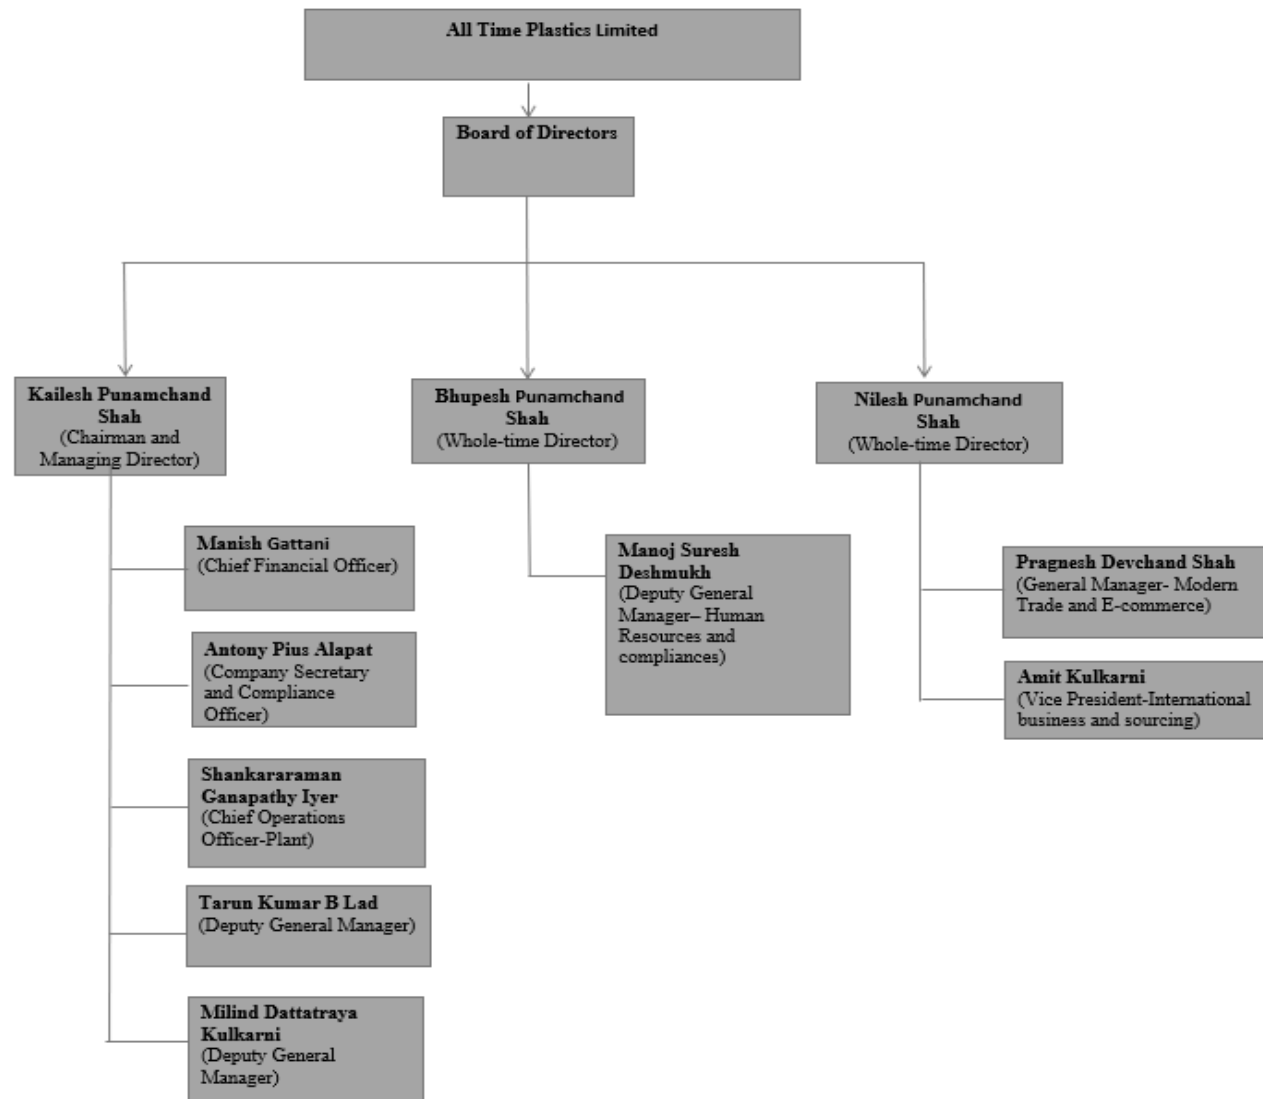 All Time Plastics Limited
Board of Directors
Kailesh Punamchand
Shah
(Chairman and
Managing Director)
Bhupesh Punamchand
Shah
(Whole-time Director)
Nilesh Punamchand
Shah
(Whole-time Director)
Manish Gattani
(Chief Financial Officer)
Antony Pius Alapat
(Company Secretary
and Compliance
Officer)
Shankararaman
Ganapathy Iyer
(Chief Operations
Officer-Plant)
Tarun Kumar B Lad
(Deputy General Manager)
Milind Dattatraya
Kulkarni
(Deputy General
Manager)
Manoj Suresh
Deshmukh
(Deputy General
Manager– Human
Resources and
compliances)
Pragnesh Devchand Shah
(General Manager- Modern
Trade and E-commerce)
Amit Kulkarni
(Vice President-International
business and sourcing)